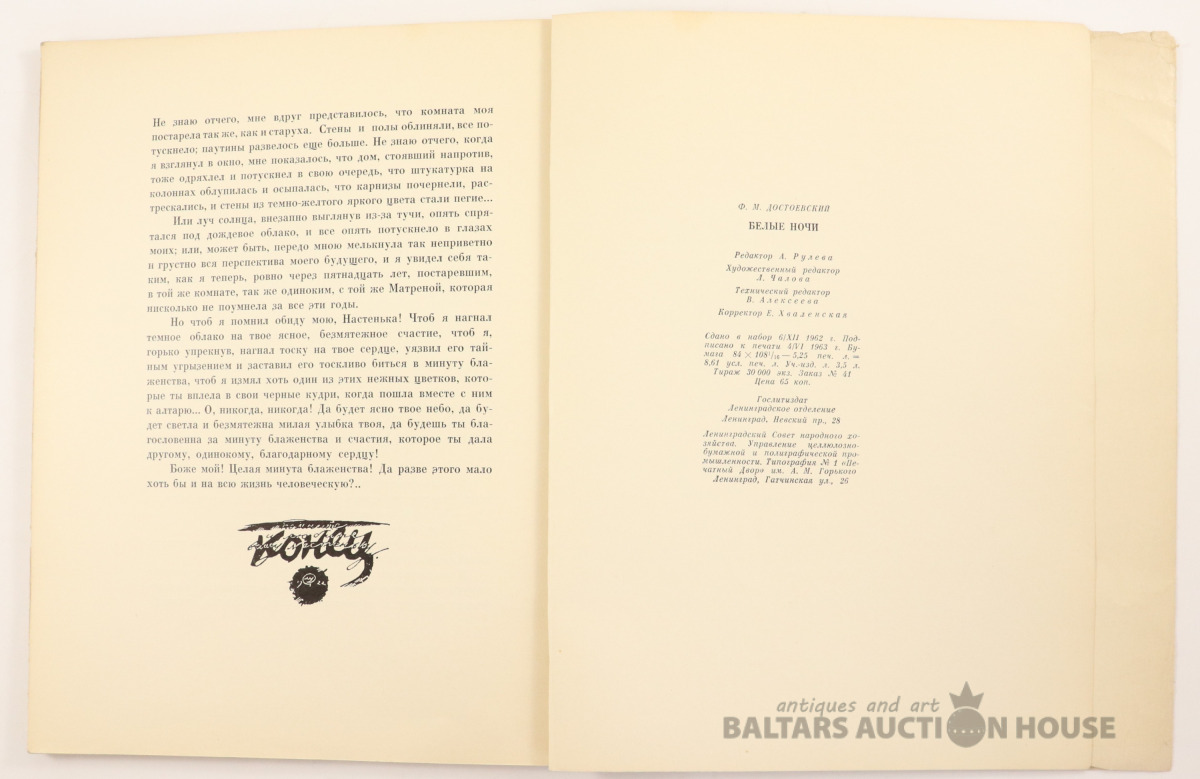 Не знаю отчего, мне вдруг представилось, что комната моя
постарела так же, как и старуха. Стены и полы облиняли, все по-
тускнело; паутины развелось еще больше. Не знаю отчего, когда
я взглянул в окно, мне показалось, что дом, стоявший напротив,
тоже одряхлел и потускнел в свою очередь, что штукатурка на
колоннах облупилась и осыпалась, что карнизы почернели, рас-
трескались, и стены из темно-желтого яркого цвета стали пегие...
Или луч солнца, внезапно выглянув из-за тучи, опять спря-
тался под дождевое облако, и все опять потускнело в глазах
моих; или, может быть, передо мною мелькнула так неприветно
и грустно вся перспектива моего будущего, и я увидел себя та-
ким, как я теперь, ровно через пятнадцать лет, постаревшим,
в той же комнате, так же одиноким, с той же Матреной, которая
нисколько не поумнела за все эти годы.
Но чтоб я помнил обиду мою, Настенька! Чтоб я нагнал
темное облако на твое ясное, безмятежное счастие, чтоб я,
горько упрекнув, нагнал тоску на твое сердце, уязвил его тай-
ным угрызением и заставил его тоскливо биться в минуту бла-
женства, чтоб я измял хоть один из этих нежных цветков, кото-
рые ты вплела в свои черные кудри, когда пошла вместе с ним
к алтарю... О, никогда, никогда! Да будет ясно твое небо, да бу-
дет светла и безмятежна милая улыбка твоя, да будешь ты бла-
гословенна за минуту блаженства и счастия, которое ты дала
другому, одинокому, благодарному сердцу!
Боже мой! Целая минута блаженства! Да разве этого мало
хоть бы и на всю жизнь человеческую?..
конец
Ф. М. ДОСТОЕВСКИЙ
БЕЛЫЕ НОЧИ
Редактор А. Рулева
Художественный редактор
Л. Чалова
Технический редактор
В. Алексеева
Корректор Е. Хваленская
Сдано в набор 6/XII 1962 г. Под-
писано к печати 4/VI 1963 г. Бу-
мага 84 × 108¹/₁₆ — 5,25 печ. л. =
8,61 усл. печ. л. Уч.-изд. л. 3,5 л.
Тираж 30 000 экз. Заказ № 41
Цена 65 коп.
Гослитиздат
Ленинградское отделение
Ленинград, Невский пр., 28
Ленинградский Совет народного хо-
зяйства. Управление целлюлозно-
бумажной и полиграфической про-
мышленности. Типография № 1 «Пе-
чатный Двор» им. А. М. Горького
Ленинград, Гатчинская ул., 26
antiques and art
BALTARS AUCTION HOUSE